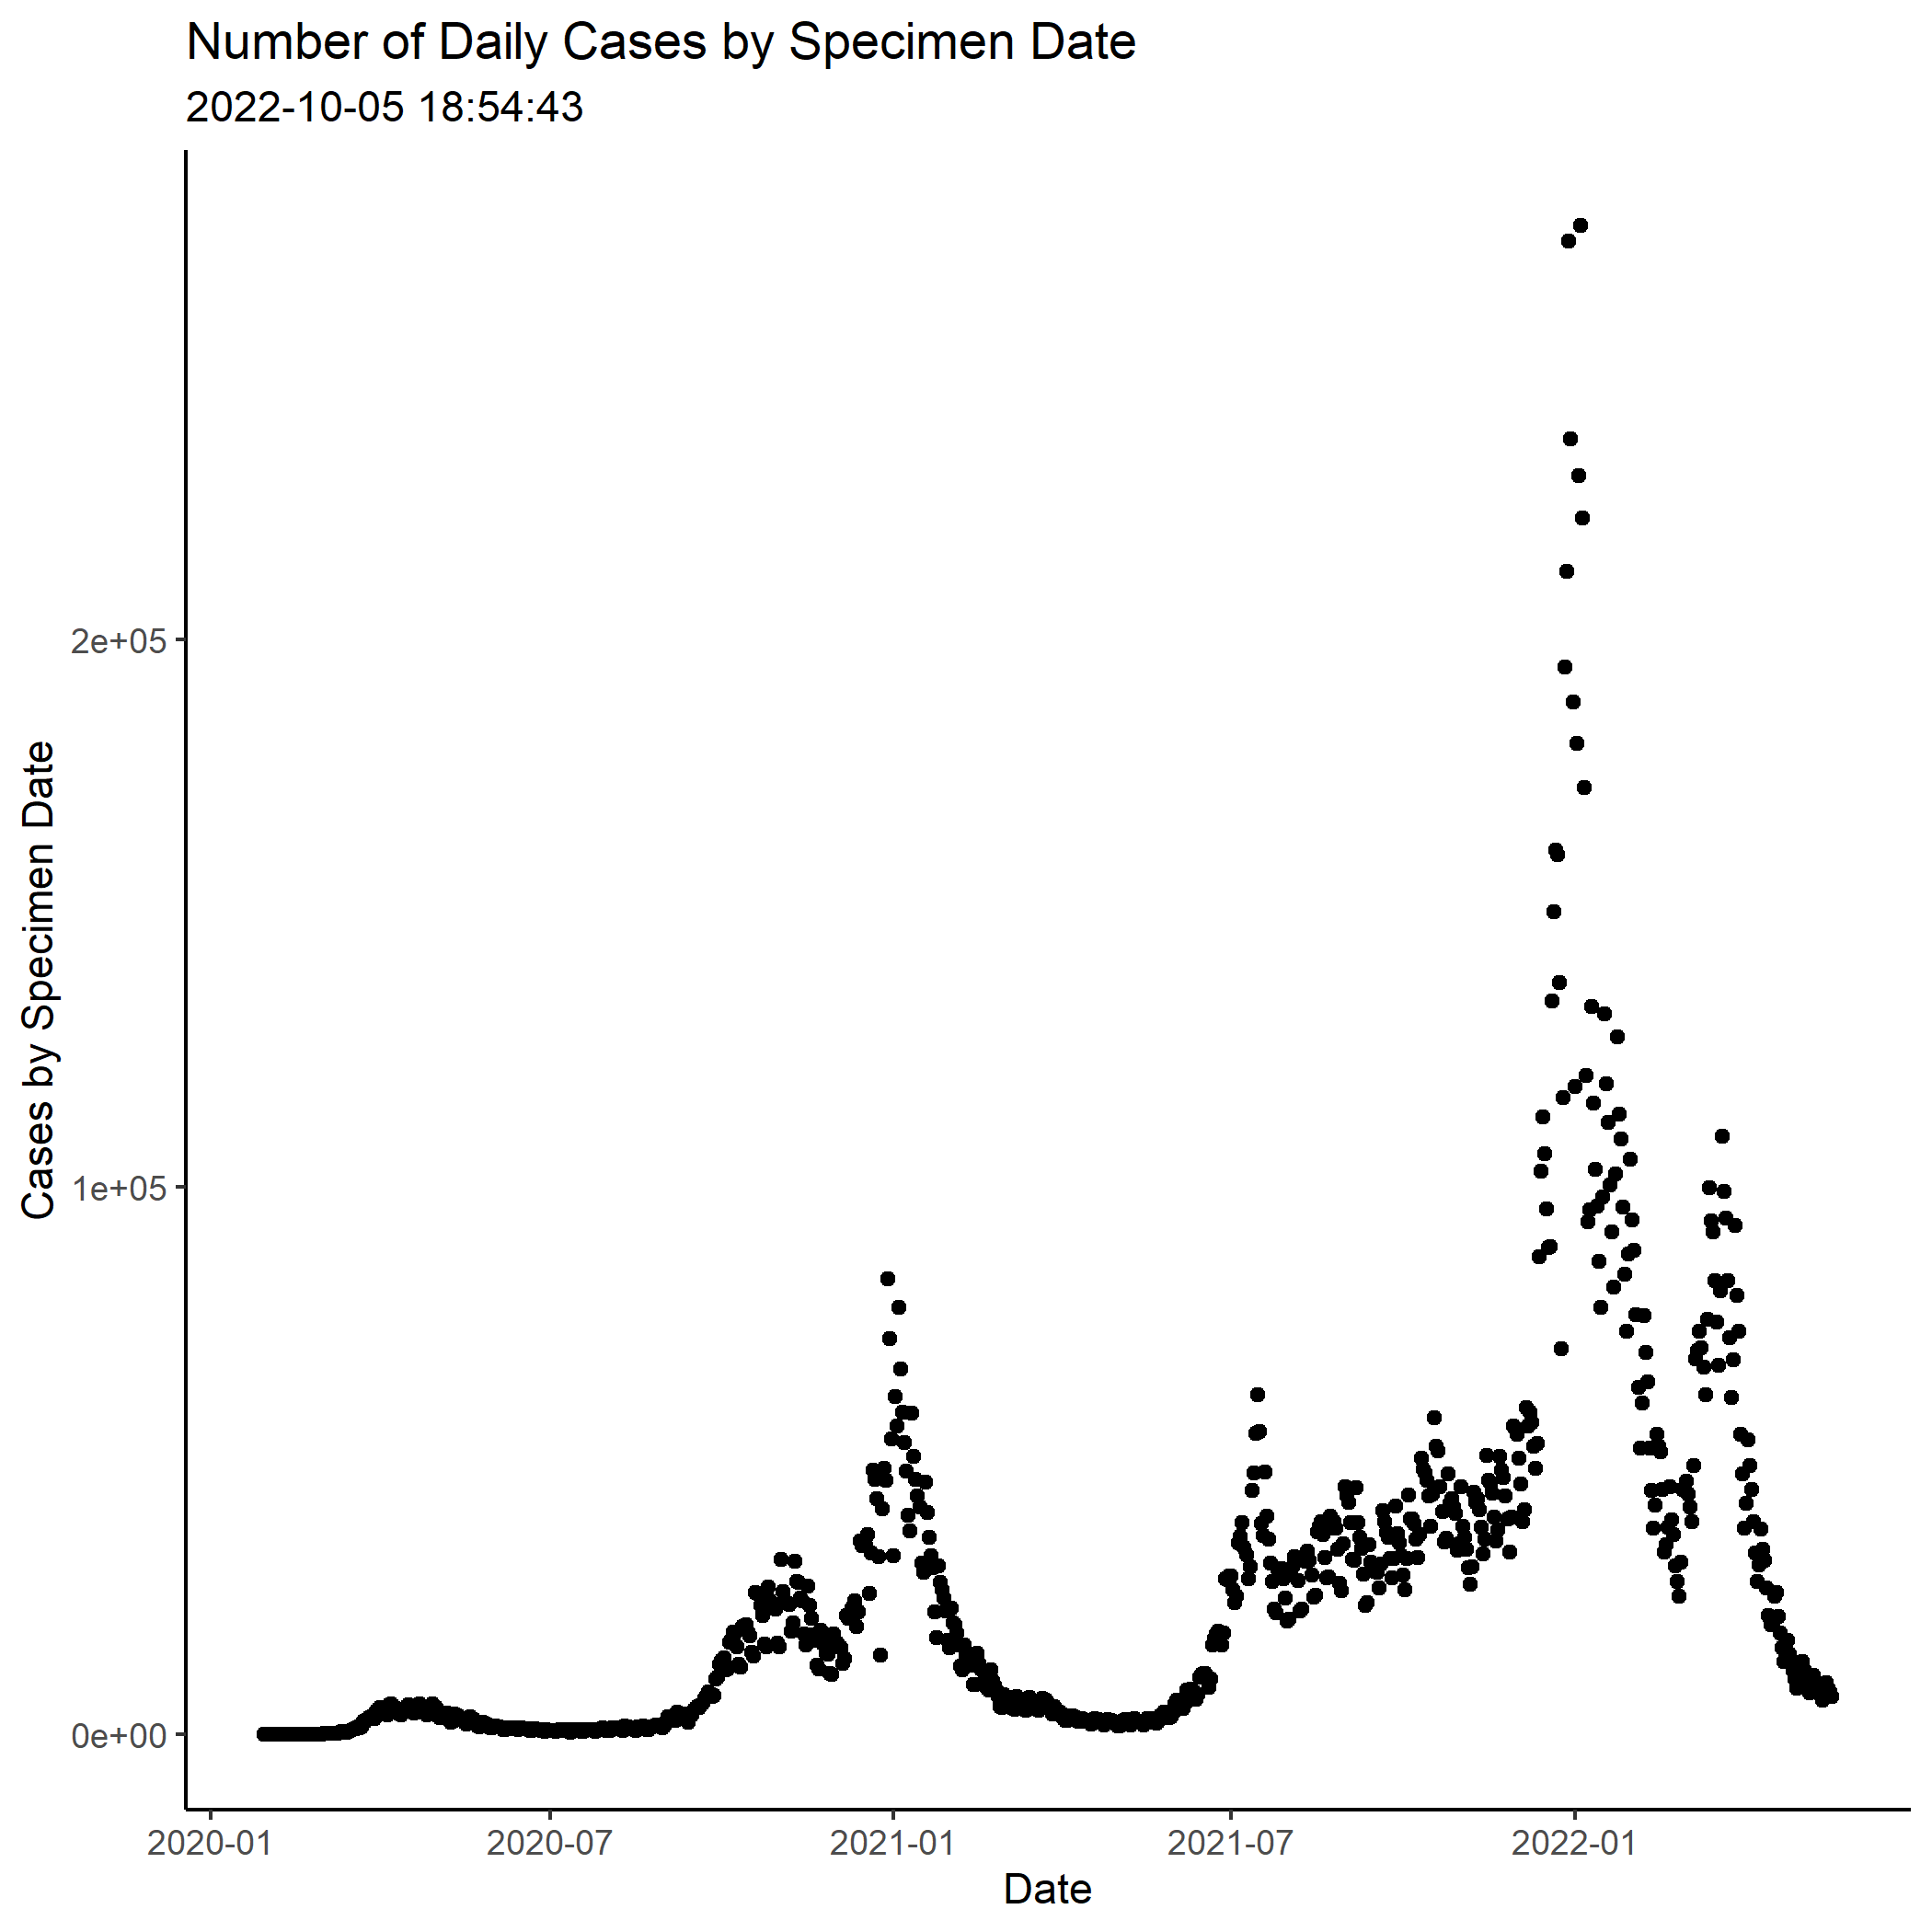 Number of Daily Cases by Specimen Date
2022-10-05 18:54:43
Cases by Specimen Date
2e+05
1e+05
0e+00
2020-01
2020-07
2021-01
2021-07
2022-01
Date